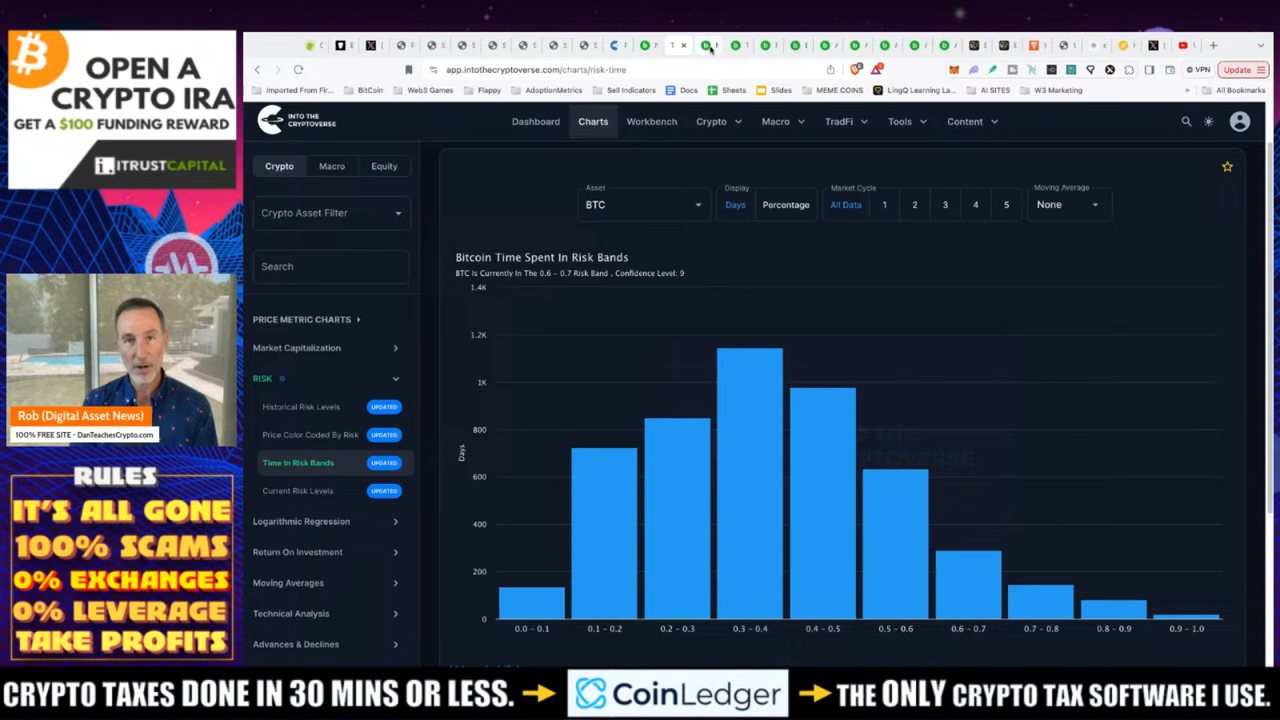 OPEN A
CRYPTO IRA
GET A $100 FUNDING REWARD
ITRUSTCAPITAL
app.intothecryptoverse.com/charts/risk-time
VPN
Update
Imported From Fir...
BitCoin
Web3 Games
Flappy
AdoptionMetrics
Sell Indicators
Docs
Sheets
Slides
MEME COINS
LingQ Learning La...
AI SITES
W3 Marketing
»
All Bookmarks
INTO THE
CRYPTOVERSE
Dashboard
Charts
Workbench
Crypto
Macro
TradFi
Tools
Content
Crypto
Macro
Equity
Crypto Asset Filter
Search
PRICE METRIC CHARTS
Market Capitalization
RISK
Historical Risk Levels
UPDATED
Price Color Coded By Risk
UPDATED
Time In Risk Bands
UPDATED
Current Risk Levels
UPDATED
Logarithmic Regression
Return On Investment
Moving Averages
Technical Analysis
Advances & Declines
Asset
BTC
Display
Days
Percentage
Market Cycle
All Data
1
2
3
4
5
Moving Average
None
Bitcoin Time Spent In Risk Bands
BTC Is Currently In The 0.6 - 0.7 Risk Band , Confidence Level: 9
1.4K
1.2K
1K
800
600
400
200
0
Days
0.0 - 0.1
0.1 - 0.2
0.2 - 0.3
0.3 - 0.4
0.4 - 0.5
0.5 - 0.6
0.6 - 0.7
0.7 - 0.8
0.8 - 0.9
0.9 - 1.0
Rob (Digital Asset News)
100% FREE SITE - DanTeachesCrypto.com
RULES
IT'S ALL GONE
100% SCAMS
0% EXCHANGES
0% LEVERAGE
TAKE PROFITS
CRYPTO TAXES DONE IN 30 MINS OR LESS.
CoinLedger
THE ONLY CRYPTO TAX SOFTWARE I USE.